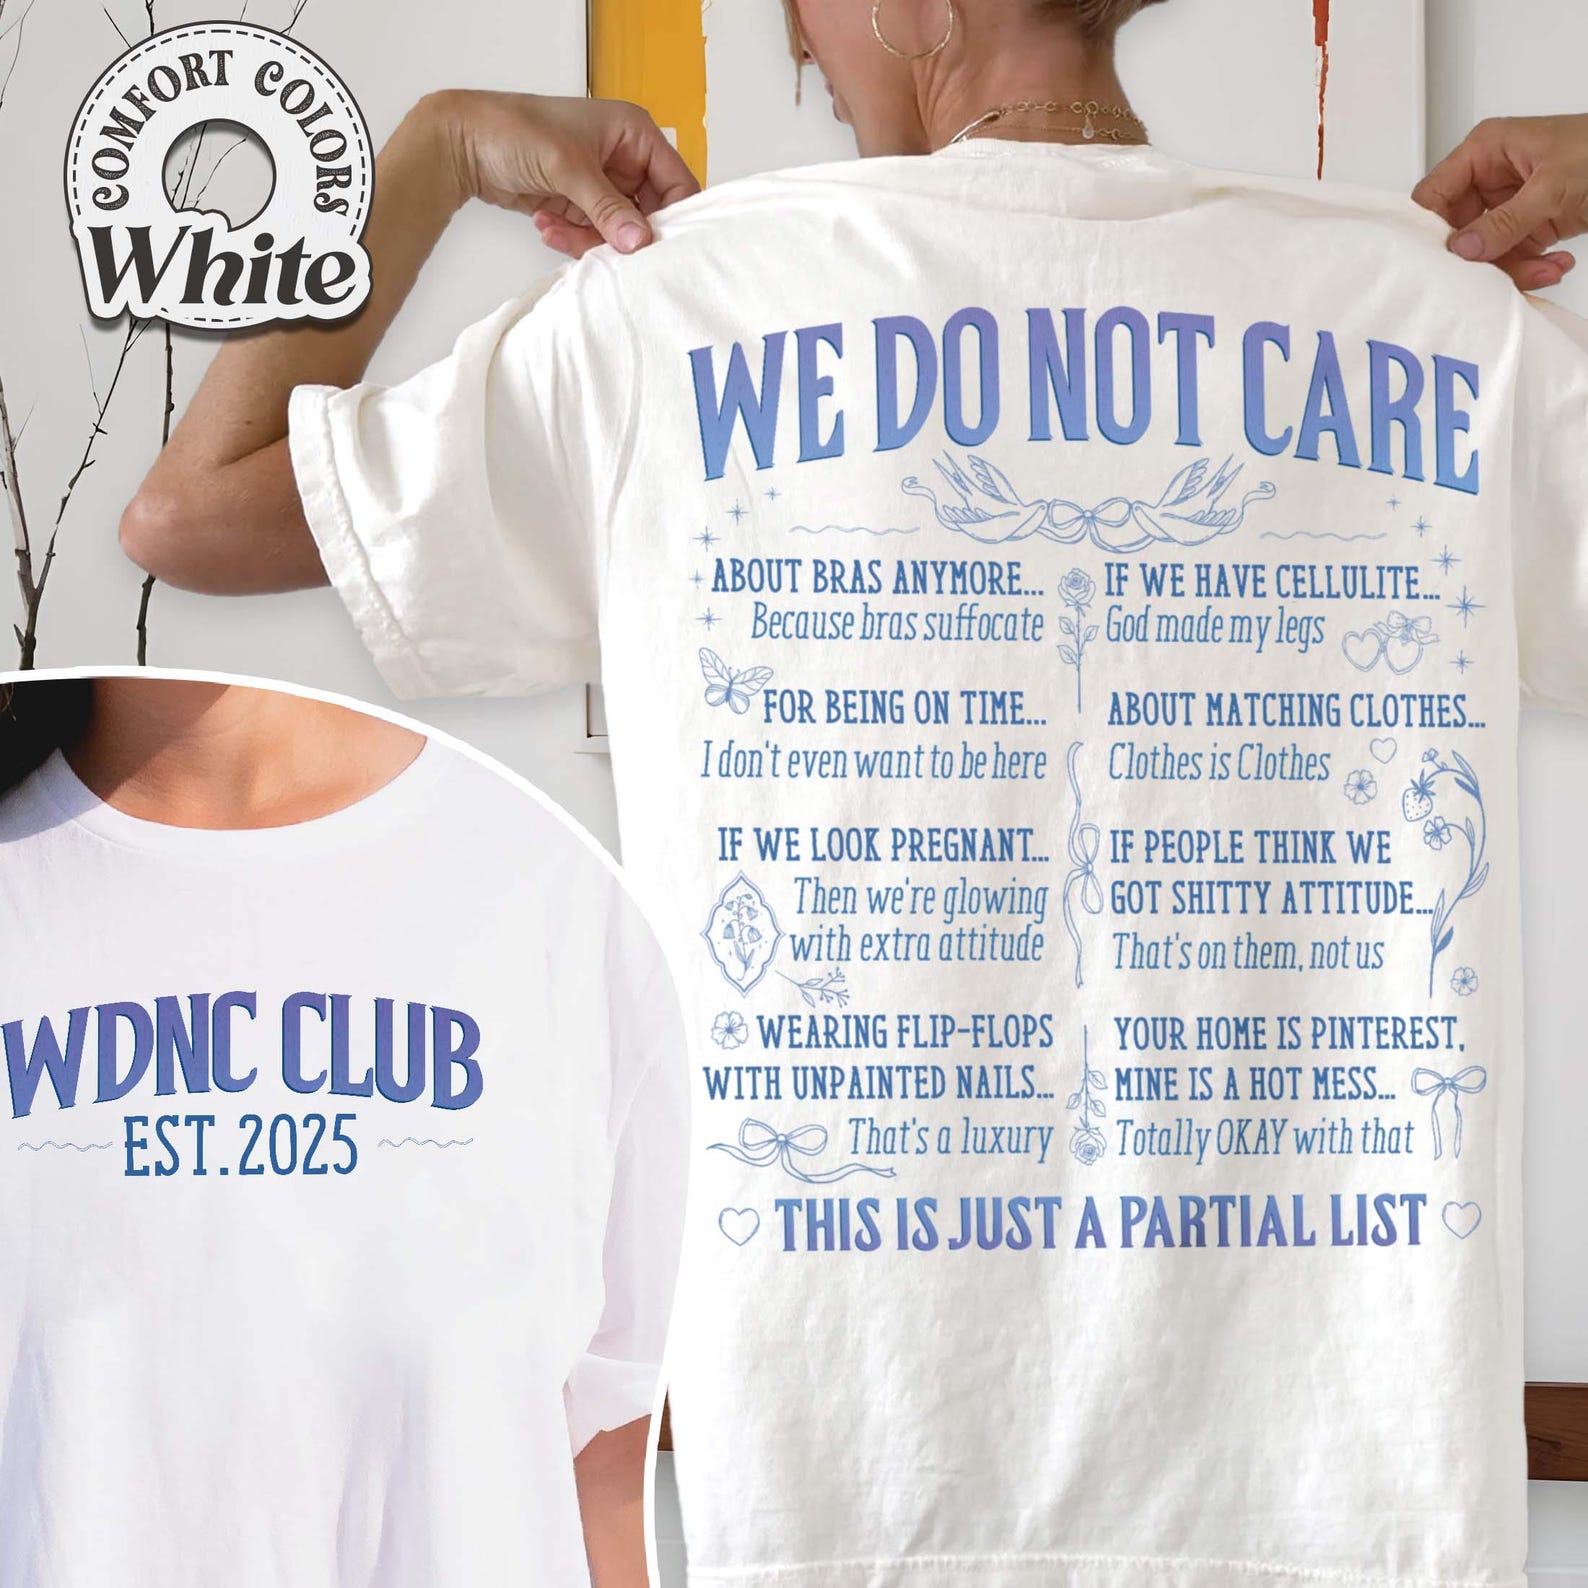 COMFORT COLORS
White
WE DO NOT CARE
ABOUT BRAS ANYMORE...
Because bras suffocate
FOR BEING ON TIME...
I don't even want to be here
IF WE LOOK PREGNANT...
Then we're glowing
with extra attitude
WEARING FLIP-FLOPS
WITH UNPAINTED NAILS...
That's a luxury
IF WE HAVE CELLULITE...
God made my legs
ABOUT MATCHING CLOTHES...
Clothes is Clothes
IF PEOPLE THINK WE
GOT SHITTY ATTITUDE...
That's on them, not us
YOUR HOME IS PINTEREST,
MINE IS A HOT MESS...
Totally OKAY with that
THIS IS JUST A PARTIAL LIST
WDNC CLUB
EST. 2025